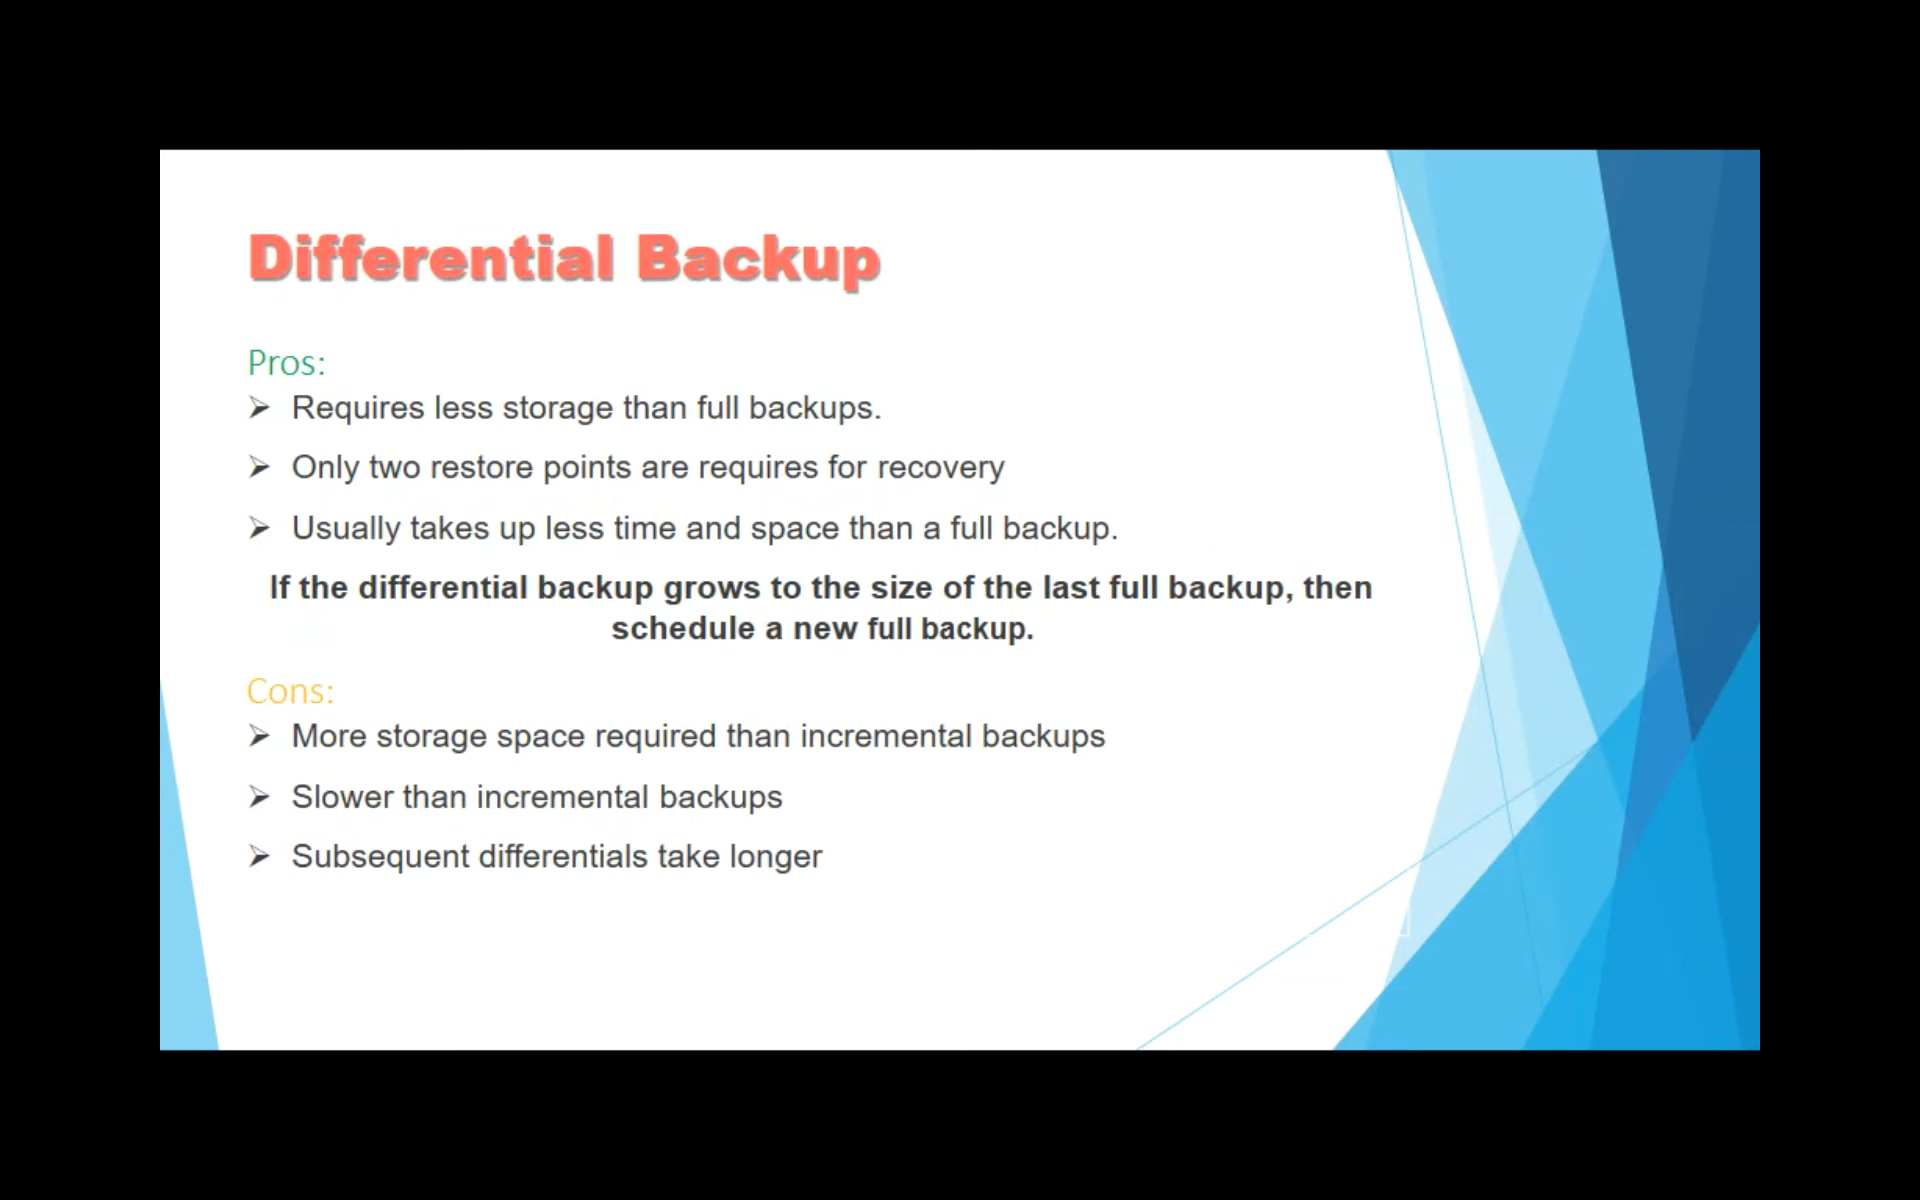 Differential Backup
Pros:
➢ Requires less storage than full backups.
➢ Only two restore points are requires for recovery
➢ Usually takes up less time and space than a full backup.
If the differential backup grows to the size of the last full backup, then
schedule a new full backup.
Cons:
➢ More storage space required than incremental backups
➢ Slower than incremental backups
➢ Subsequent differentials take longer